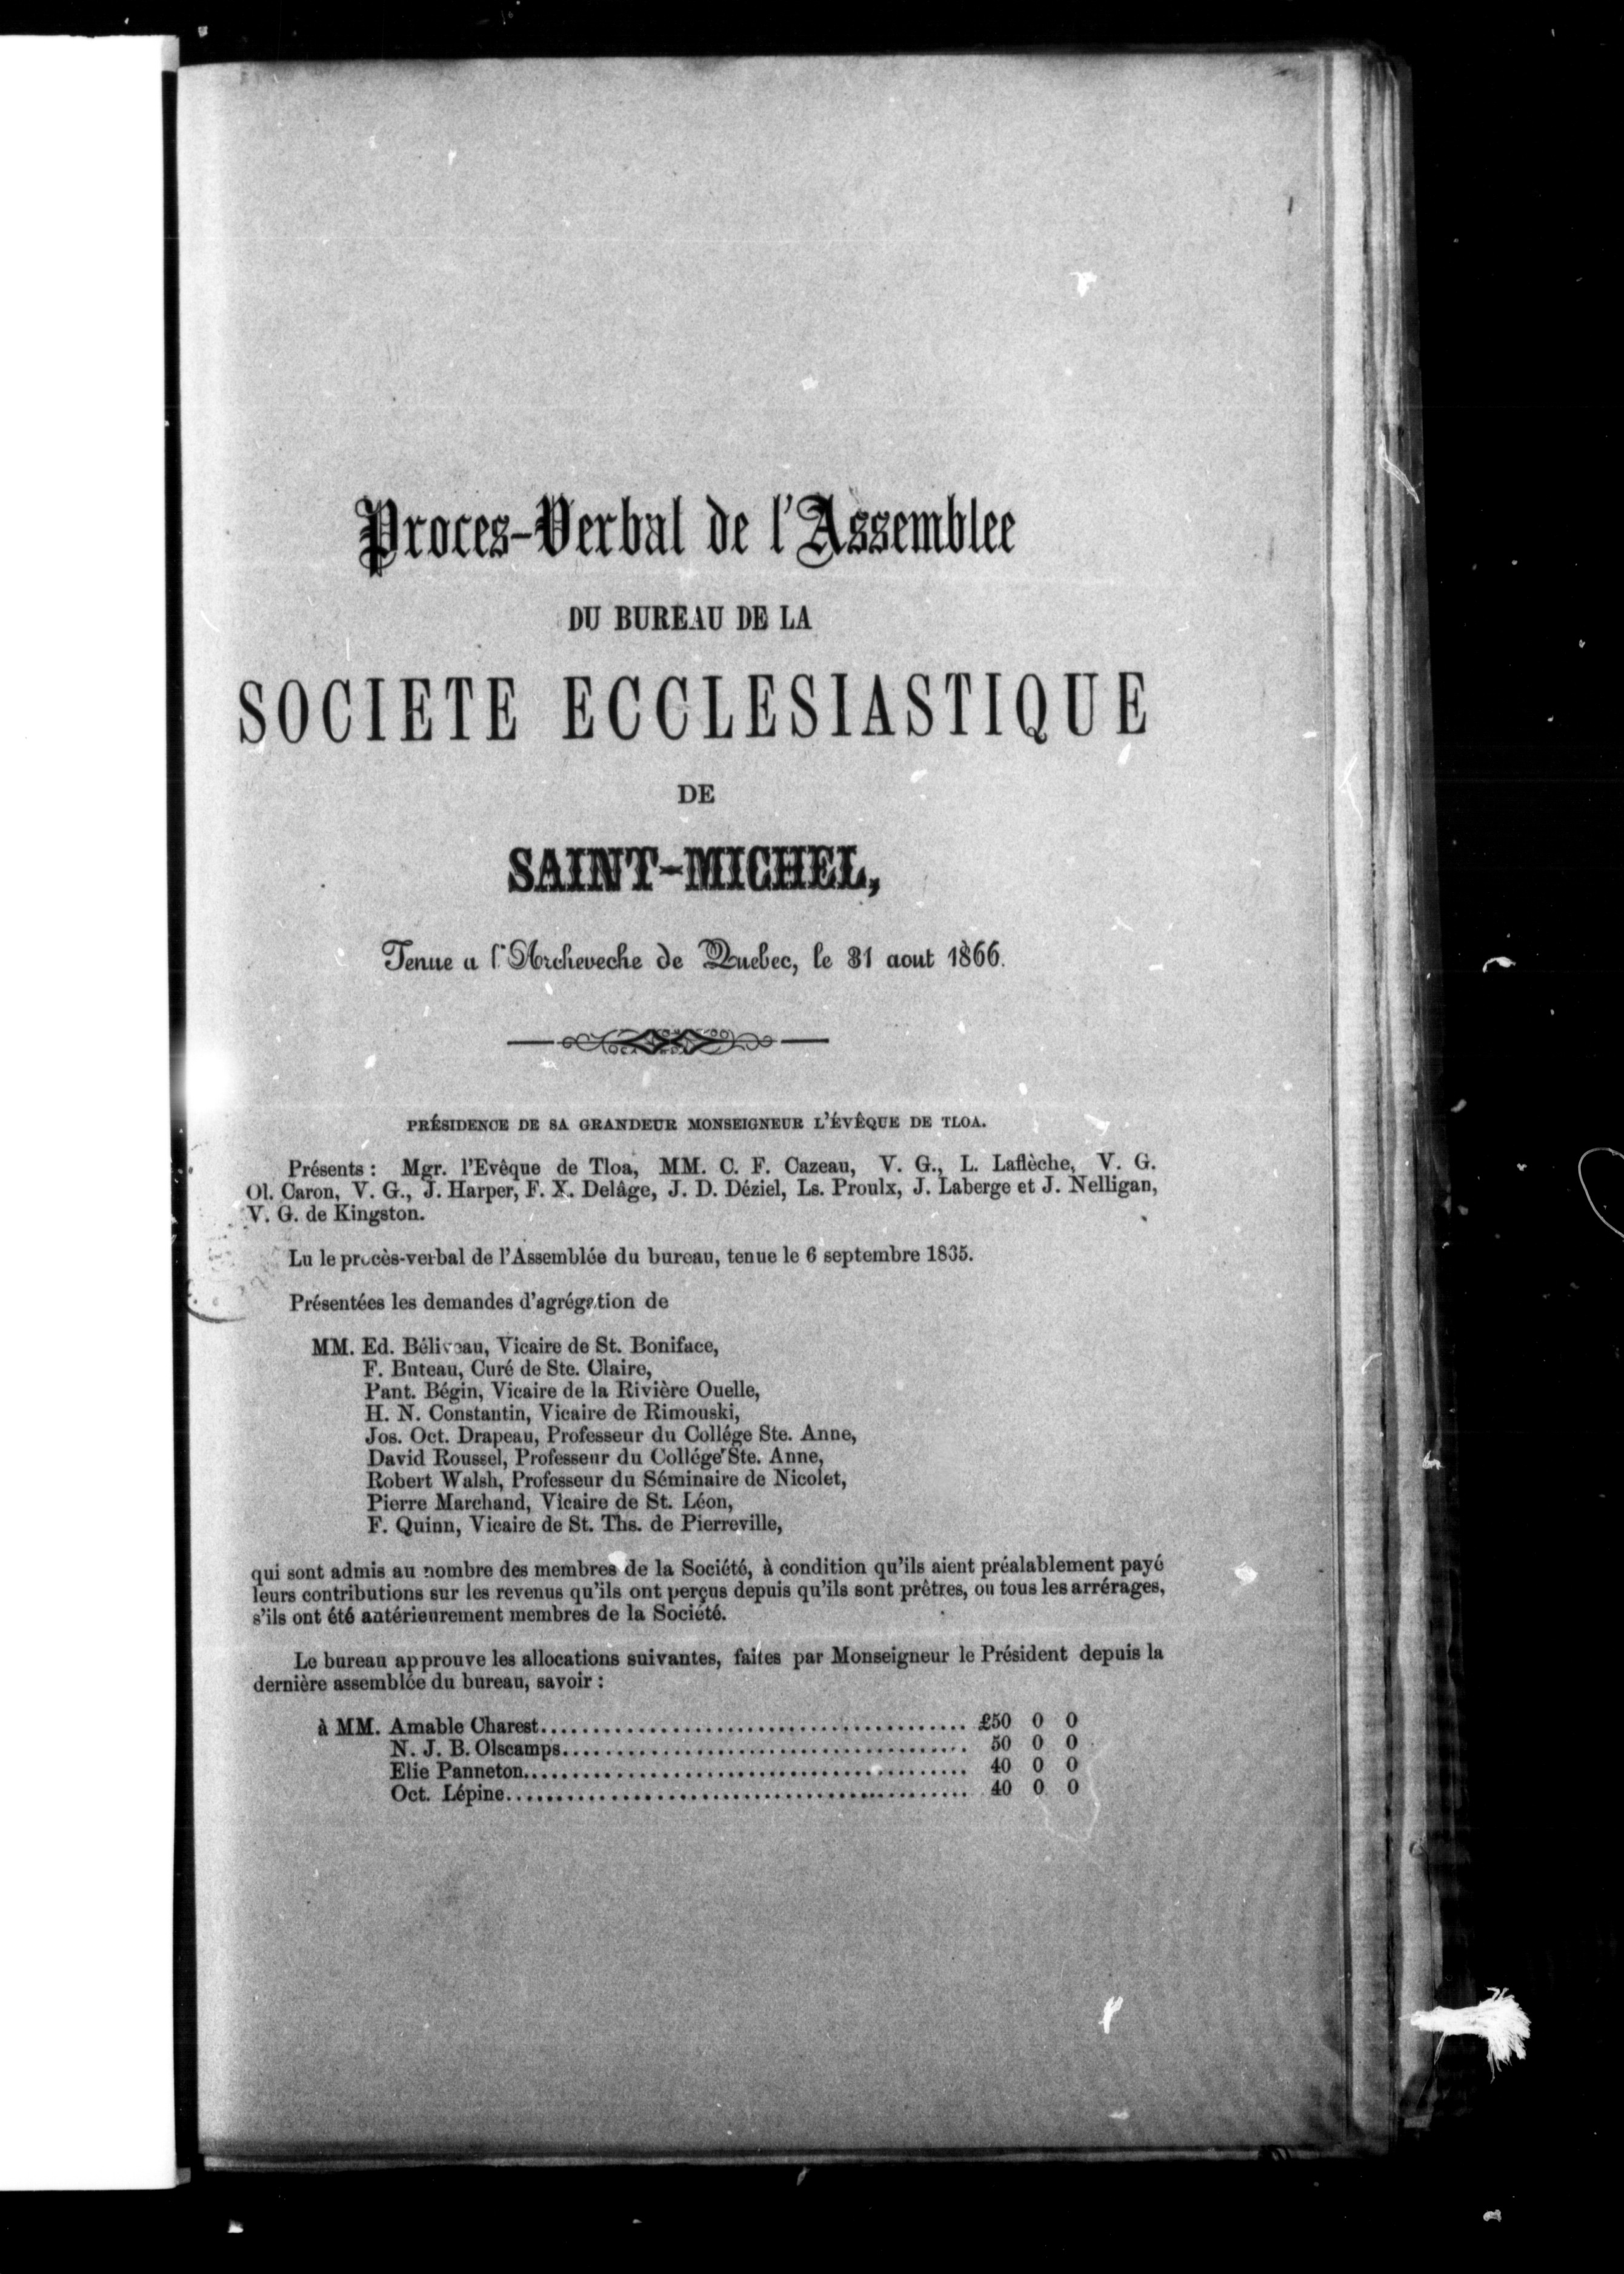 Proces-Verbal de l'Assemblee
DU BUREAU DE LA
SOCIETE ECCLESIASTIQUE
DE
SAINT-MICHEL,
Tenue a l'Archeveche de Quebec, le 31 aout 1866.
PRÉSIDENCE DE SA GRANDEUR MONSEIGNEUR L'ÉVÊQUE DE TLOA.
Présents : Mgr. l'Evêque de Tloa, MM. C. F. Cazeau, V. G., L. Laflèche, V. G.
Ol. Caron, V. G., J. Harper, F. X. Delâge, J. D. Déziel, Ls. Proulx, J. Laberge et J. Nelligan,
V. G. de Kingston.
Lu le procès-verbal de l'Assemblée du bureau, tenue le 6 septembre 1865.
Présentées les demandes d'agrégation de
MM. Ed. Béliveau, Vicaire de St. Boniface,
F. Buteau, Curé de Ste. Claire,
Pant. Bégin, Vicaire de la Rivière Ouelle,
H. N. Constantin, Vicaire de Rimouski,
Jos. Oct. Drapeau, Professeur du Collége Ste. Anne,
David Roussel, Professeur du Collége Ste. Anne,
Robert Walsh, Professeur du Séminaire de Nicolet,
Pierre Marchand, Vicaire de St. Léon,
F. Quinn, Vicaire de St. Ths. de Pierreville,
qui sont admis au nombre des membres de la Société, à condition qu'ils aient préalablement payé
leurs contributions sur les revenus qu'ils ont perçus depuis qu'ils sont prêtres, ou tous les arrérages,
s'ils ont été antérieurement membres de la Société.
Le bureau approuve les allocations suivantes, faites par Monseigneur le Président depuis la
dernière assemblée du bureau, savoir :
à MM. Amable Charest........................................ £50 0 0
N. J. B. Olscamps...................................... 50 0 0
Elie Panneton.......................................... 40 0 0
Oct. Lépine............................................ 40 0 0